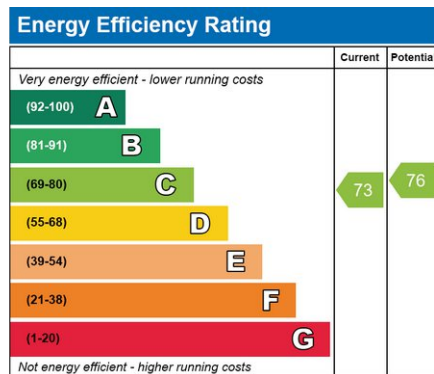 Energy Efficiency Rating
Current Potentia
Very energy efficient - lower running costs
(92-100) A
(81-91) B
(69-80) C 73 76
(55-68) D
(39-54) E
(21-38) F
(1-20) G
Not energy efficient - higher running costs